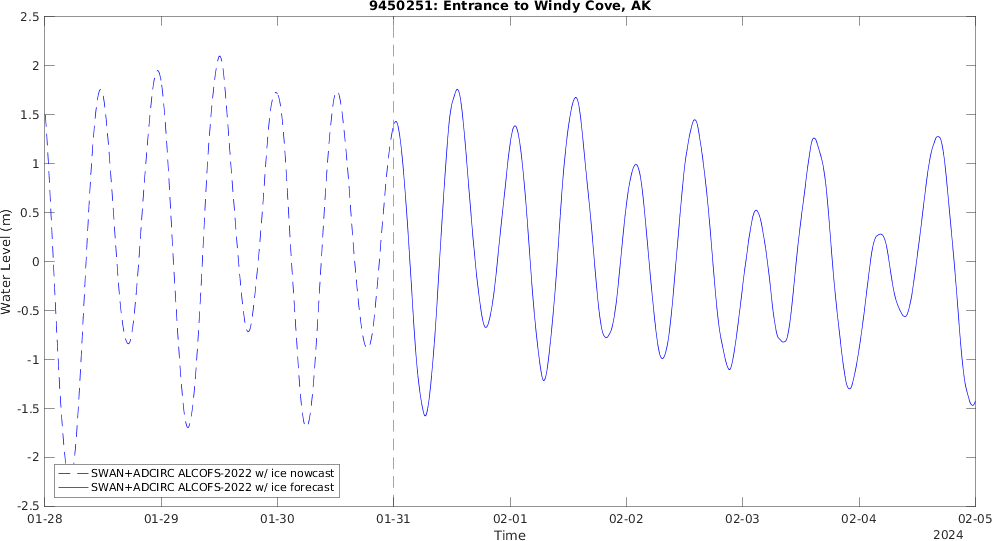 9450251: Entrance to Windy Cove, AK
2.5
2
1.5
1
0.5
0
-0.5
-1
-1.5
-2
-2.5
Water Level (m)
SWAN+ADCIRC ALCOFS-2022 w/ ice nowcast
SWAN+ADCIRC ALCOFS-2022 w/ ice forecast
01-28 01-29 01-30 01-31 02-01 02-02 02-03 02-04 02-05
Time
2024